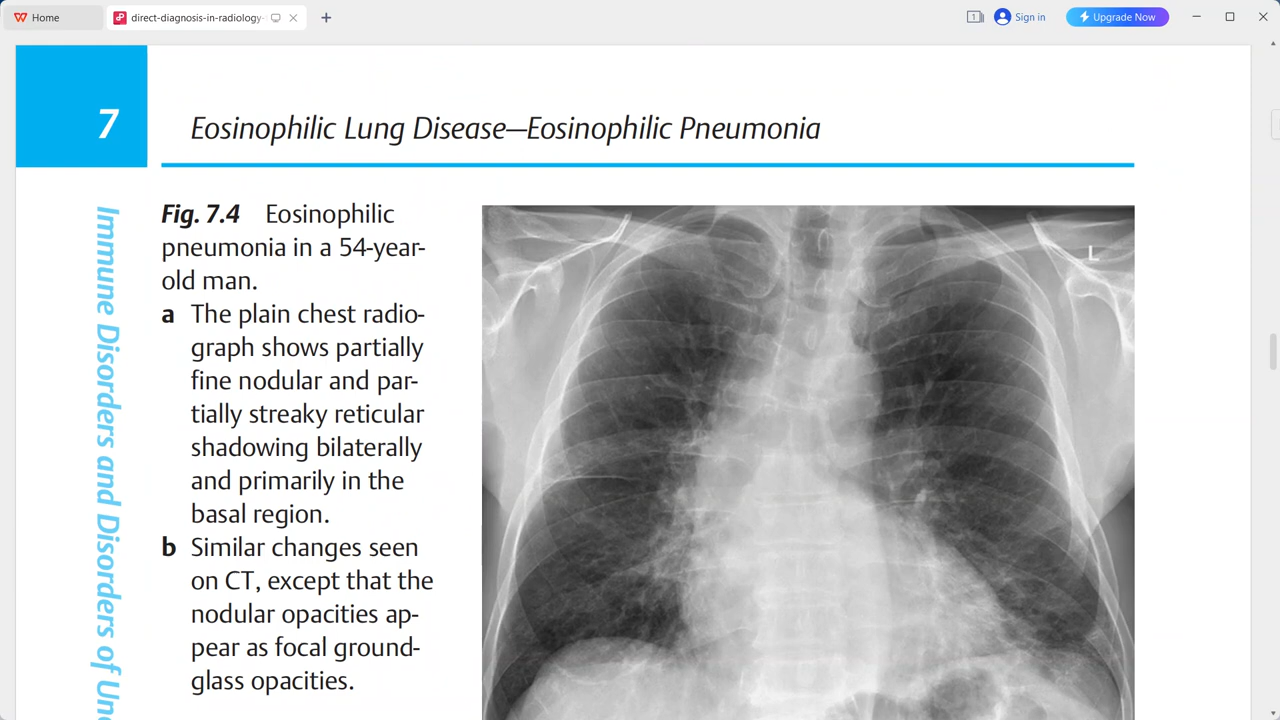 Home
direct-diagnosis-in-radiology-
1
Sign in
Upgrade Now
7
Eosinophilic Lung Disease—Eosinophilic Pneumonia
Immune Disorders and Disorders of Un
Fig. 7.4 Eosinophilic
pneumonia in a 54-year-
old man.
a The plain chest radio-
graph shows partially
fine nodular and par-
tially streaky reticular
shadowing bilaterally
and primarily in the
basal region.
b Similar changes seen
on CT, except that the
nodular opacities ap-
pear as focal ground-
glass opacities.
L